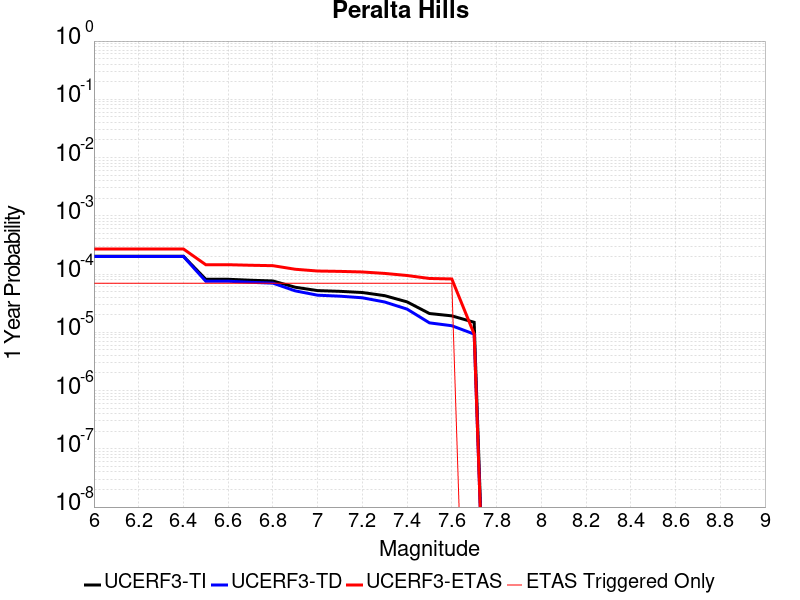 Peralta Hills
1 Year Probability
10^0
10^-1
10^-2
10^-3
10^-4
10^-5
10^-6
10^-7
10^-8
6 6.2 6.4 6.6 6.8 7 7.2 7.4 7.6 7.8 8 8.2 8.4 8.6 8.8 9
Magnitude
UCERF3-TI UCERF3-TD UCERF3-ETAS ETAS Triggered Only